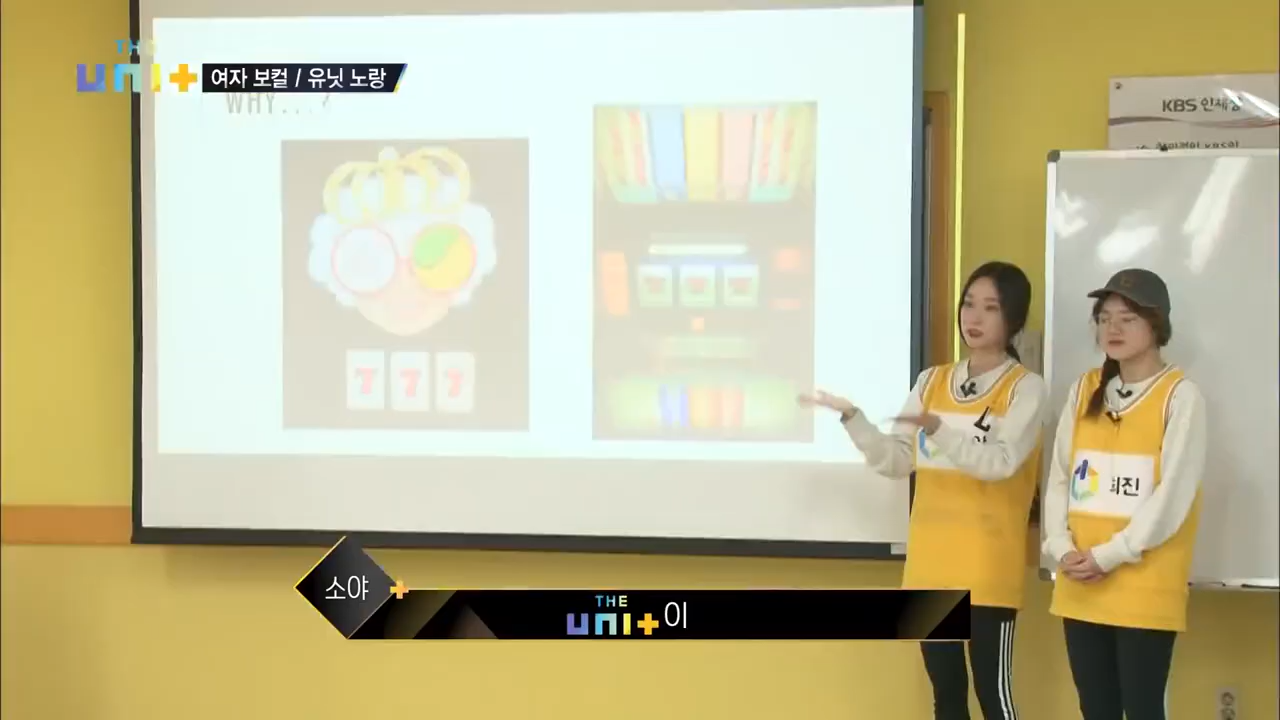 THE
UNI+ 여자 보컬 / 유닛 노랑
WHY...?
KBS 인재상
777
희진
소야
THE
UNI+ 이